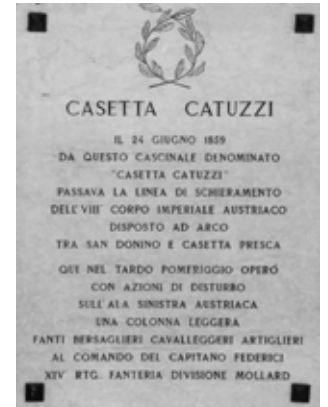 CASETTA CATUZZI
IL 24 GIUGNO 1859
DA QUESTO CASCINALE DENOMINATO
"CASETTA CATUZZI"
PASSAVA LA LINEA DI SCHIERAMENTO
DELL'VIII° CORPO IMPERIALE AUSTRIACO
DISPOSTO AD ARCO
TRA SAN DONINO E CASETTA PRESCA
QUI NEL TARDO POMERIGGIO OPERÓ
CON AZIONI DI DISTURBO
SULL'ALA SINISTRA AUSTRIACA
UNA COLONNA LEGGERA
FANTI BERSAGLIERI CAVALLEGGERI ARTIGLIERI
AL COMANDO DEL CAPITANO FEDERICI
XIV° RTG. FANTERIA DIVISIONE MOLLARD